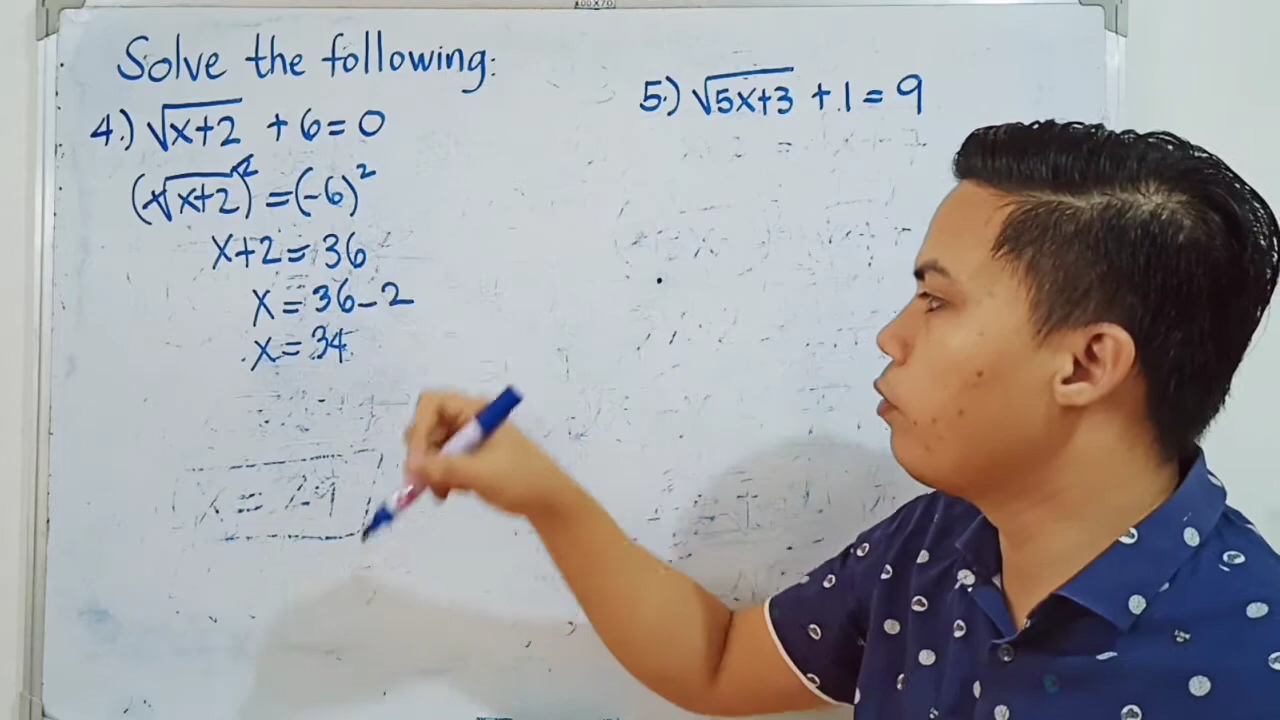 Solve the following:
4.) √x+2 + 6 = 0
(√x+2)² = (-6)²
x+2 = 36
x = 36-2
x = 34
5.) √5x+3 + 1 = 9